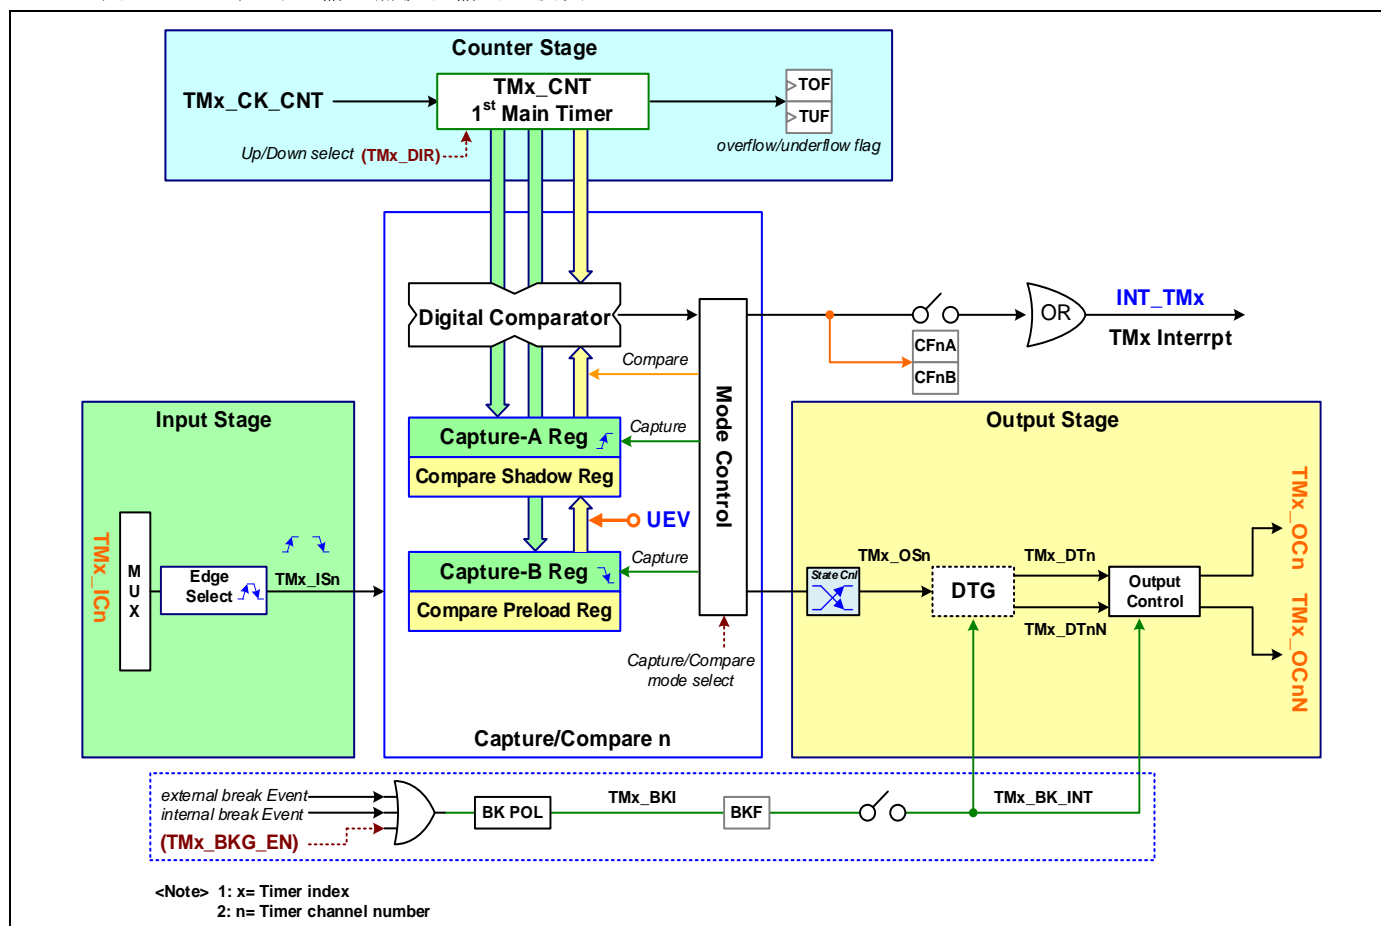 Counter Stage
TMx_CK_CNT
TMx_CNT
1st Main Timer
TOF
TUF
Up/Down select (TMx_DIR)
overflow/underflow flag
Digital Comparator
Mode Control
OR
INT_TMx
TMx Interrpt
CFnA
CFnB
Compare
Input Stage
Capture-A Reg
Capture
Compare Shadow Reg
UEV
Capture-B Reg
Capture
Compare Preload Reg
TMx_ICn
MUX
Edge
Select
TMx_ISn
Capture/Compare
mode select
Capture/Compare n
Output Stage
TMx_OSn
State Cnl
DTG
TMx_DTn
TMx_DTnN
Output
Control
TMx_OCn
TMx_OCnN
external break Event
internal break Event
(TMx_BKG_EN)
BK POL
TMx_BKI
BKF
TMx_BK_INT
<Note> 1: x= Timer index
2: n= Timer channel number